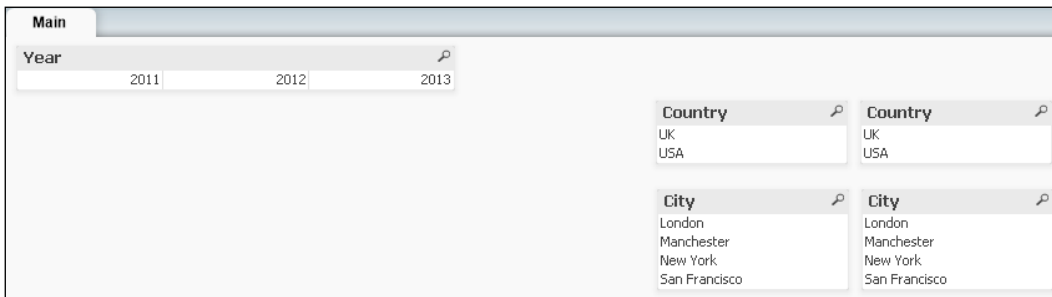 Main
Year
2011 2012 2013
Country Country
UK UK
USA USA
City City
London London
Manchester Manchester
New York New York
San Francisco San Francisco